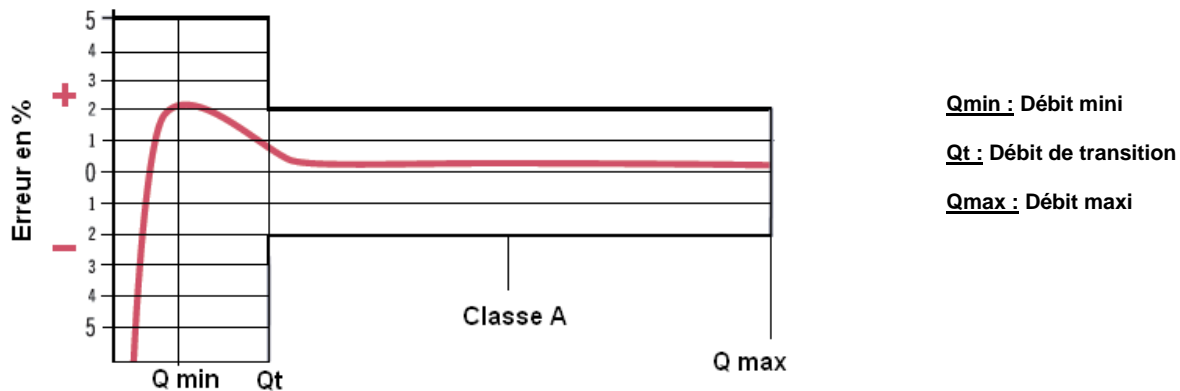 5
4
3
+
2
1
0
1
2
−
3
4
5
Erreur en %
Q min
Qt
Classe A
Q max
Qmin : Débit mini
Qt : Débit de transition
Qmax : Débit maxi